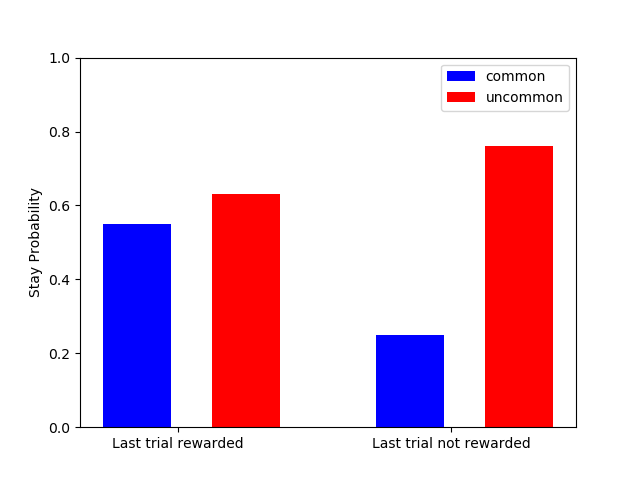 1.0
0.8
0.6
0.4
0.2
0.0
Stay Probability
common
uncommon
Last trial rewarded
Last trial not rewarded